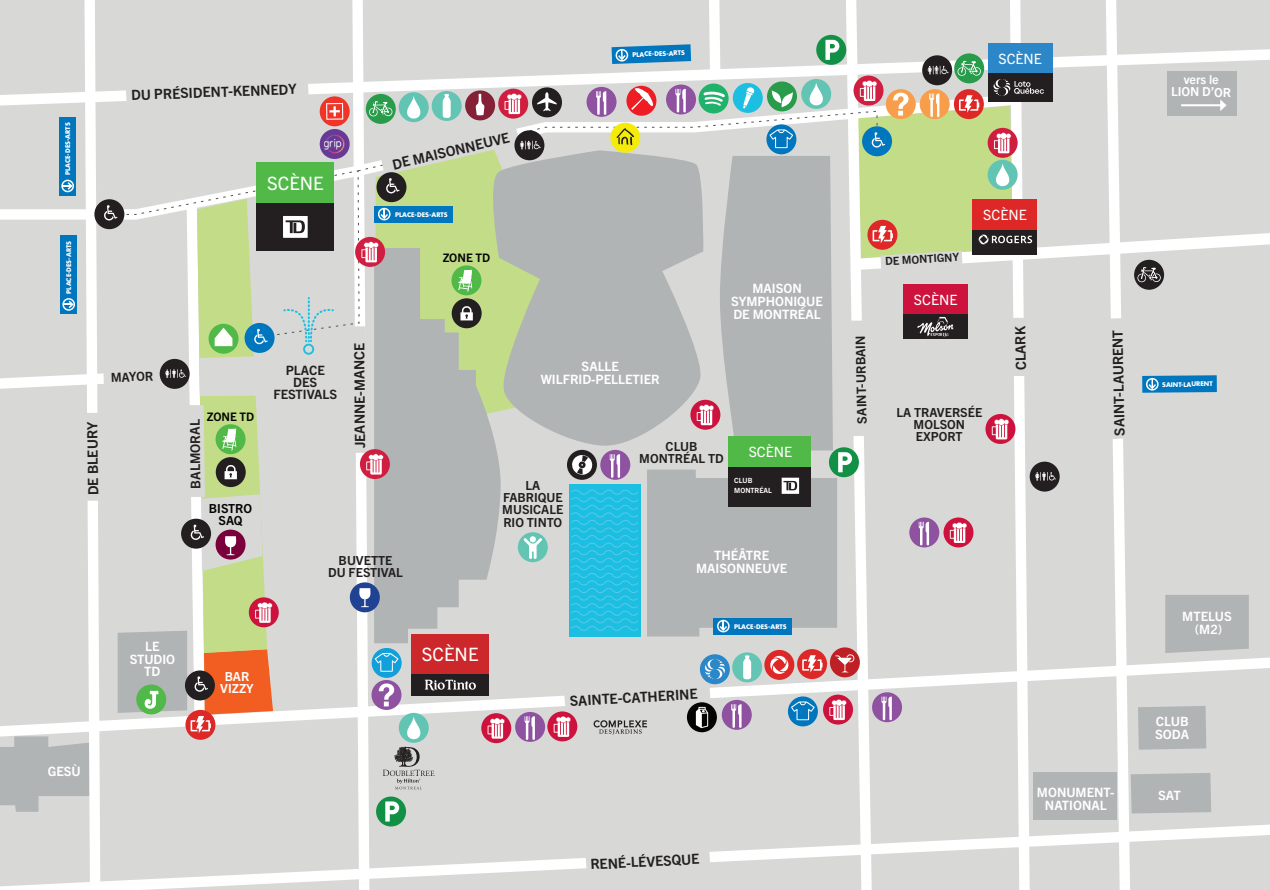 PLACE-DES-ARTS
P
SCÈNE
Loto
Québec
vers le
LION D'OR
DU PRÉSIDENT-KENNEDY
?
grip
PLACE-DES-ARTS
DE MAISONNEUVE
SCÈNE
TD
PLACE-DES-ARTS
SCÈNE
ROGERS
PLACE-DES-ARTS
ZONE TD
DE MONTIGNY
MAISON
SYMPHONIQUE
DE MONTRÉAL
SCÈNE
Molson
EXPORT
PLACE
DES
FESTIVALS
MAYOR
SALLE
WILFRID-PELLETIER
JEANNE-MANCE
SAINT-URBAIN
CLARK
SAINT-LAURENT
SAINT-LAURENT
DE BLEURY
BALMORAL
ZONE TD
LA TRAVERSÉE
MOLSON
EXPORT
CLUB
MONTRÉAL TD
SCÈNE
CLUB
MONTRÉAL
TD
P
BISTRO
SAQ
LA
FABRIQUE
MUSICALE
RIO TINTO
BUVETTE
DU FESTIVAL
THÉÂTRE
MAISONNEUVE
PLACE-DES-ARTS
MTELUS
(M2)
LE
STUDIO
TD
J
BAR
VIZZY
SCÈNE
RioTinto
?
SAINTE-CATHERINE
COMPLEXE
DESJARDINS
CLUB
SODA
DOUBLETREE
by Hilton
MONTRÉAL
GESÙ
P
MONUMENT-
NATIONAL
SAT
RENÉ-LÉVESQUE